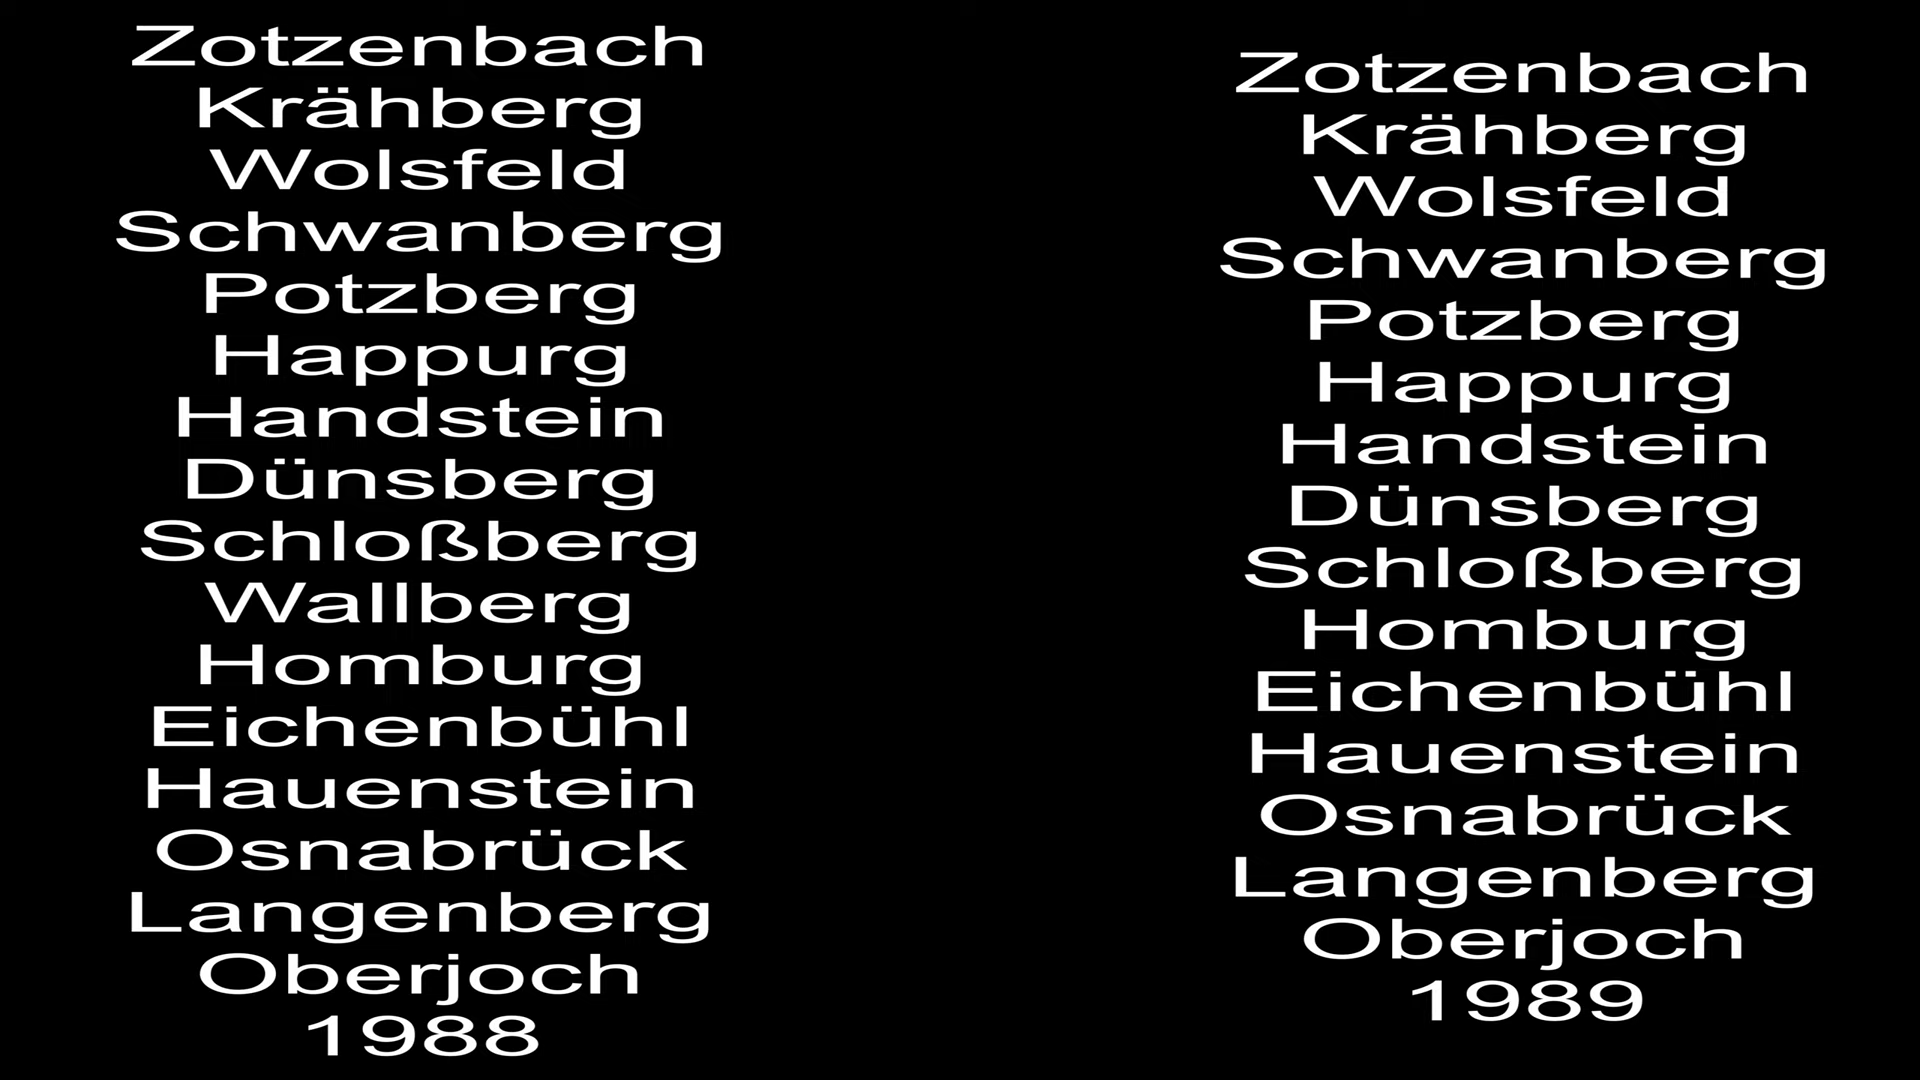 Zotzenbach
Krähberg
Wolsfeld
Schwanberg
Potzberg
Happurg
Handstein
Dünsberg
Schloßberg
Wallberg
Homburg
Eichenbühl
Hauenstein
Osnabrück
Langenberg
Oberjoch
1988
Zotzenbach
Krähberg
Wolsfeld
Schwanberg
Potzberg
Happurg
Handstein
Dünsberg
Schloßberg
Homburg
Eichenbühl
Hauenstein
Osnabrück
Langenberg
Oberjoch
1989